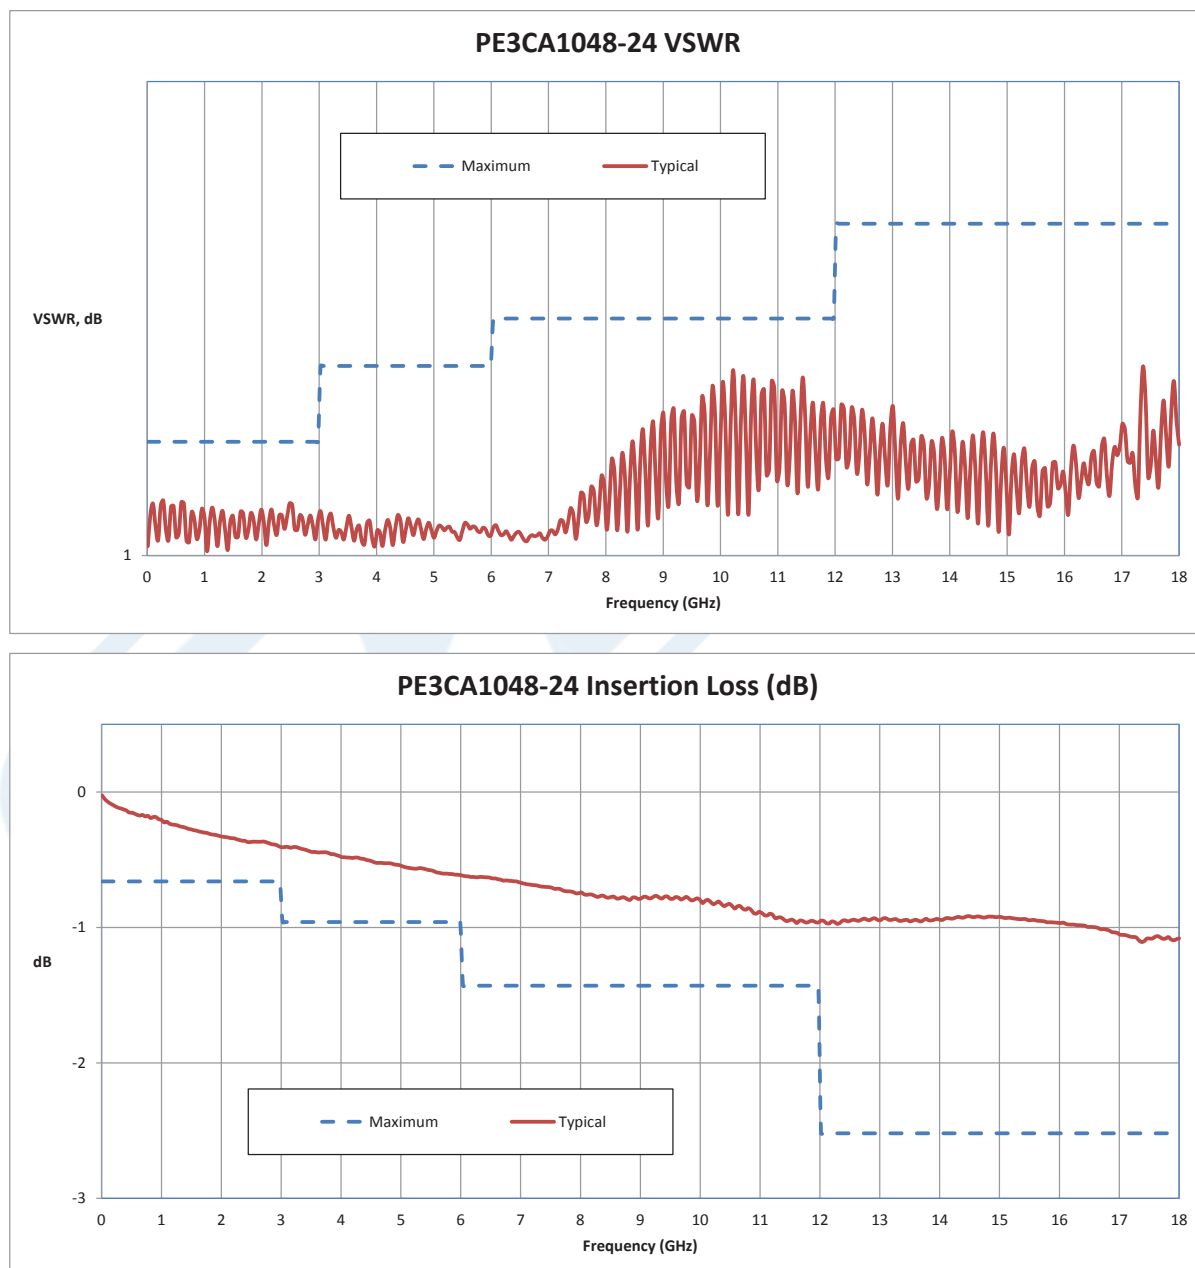 PE3CA1048-24 VSWR
Maximum Typical
VSWR, dB
1
0 1 2 3 4 5 6 7 8 9 10 11 12 13 14 15 16 17 18
Frequency (GHz)
PE3CA1048-24 Insertion Loss (dB)
0
-1
dB
-2
Maximum Typical
-3
0 1 2 3 4 5 6 7 8 9 10 11 12 13 14 15 16 17 18
Frequency (GHz)